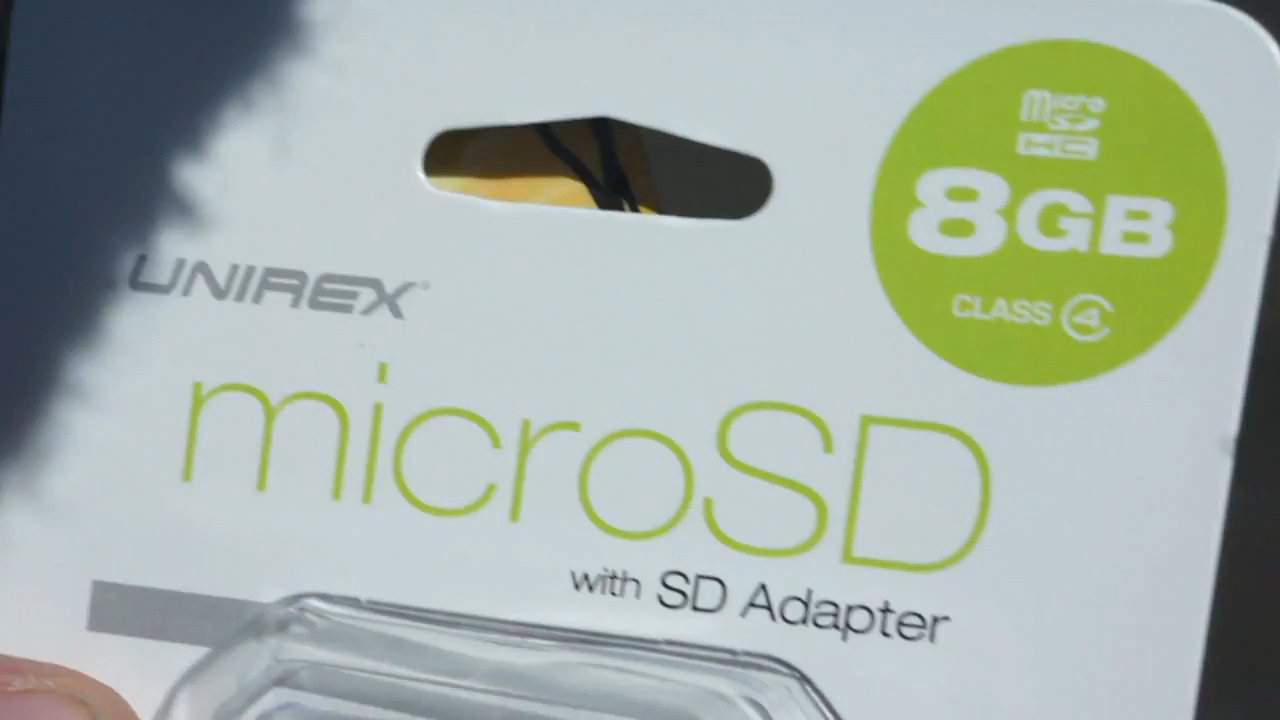 micro
SD
HC
8GB
CLASS 4
UNIREX
microSD
with SD Adapter